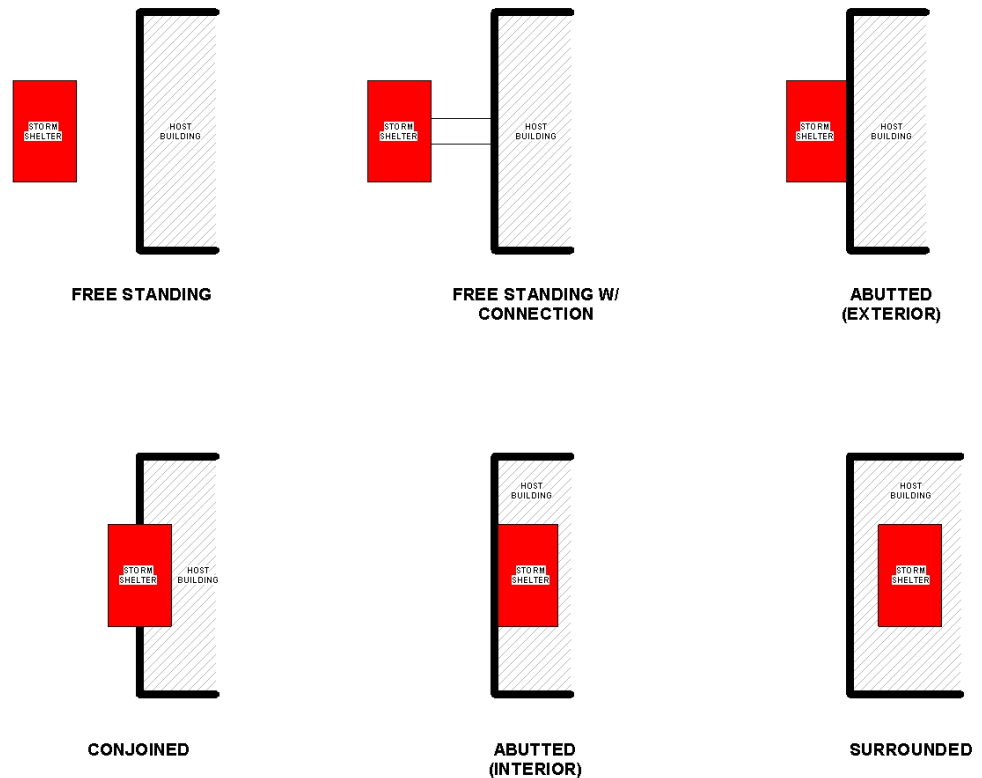 STORM
SHELTER
HOST
BUILDING
FREE STANDING
STORM
SHELTER
HOST
BUILDING
FREE STANDING W/
CONNECTION
STORM
SHELTER
HOST
BUILDING
ABUTTED
(EXTERIOR)
STORM
SHELTER
HOST
BUILDING
CONJOINED
HOST
BUILDING
STORM
SHELTER
ABUTTED
(INTERIOR)
HOST
BUILDING
STORM
SHELTER
SURROUNDED